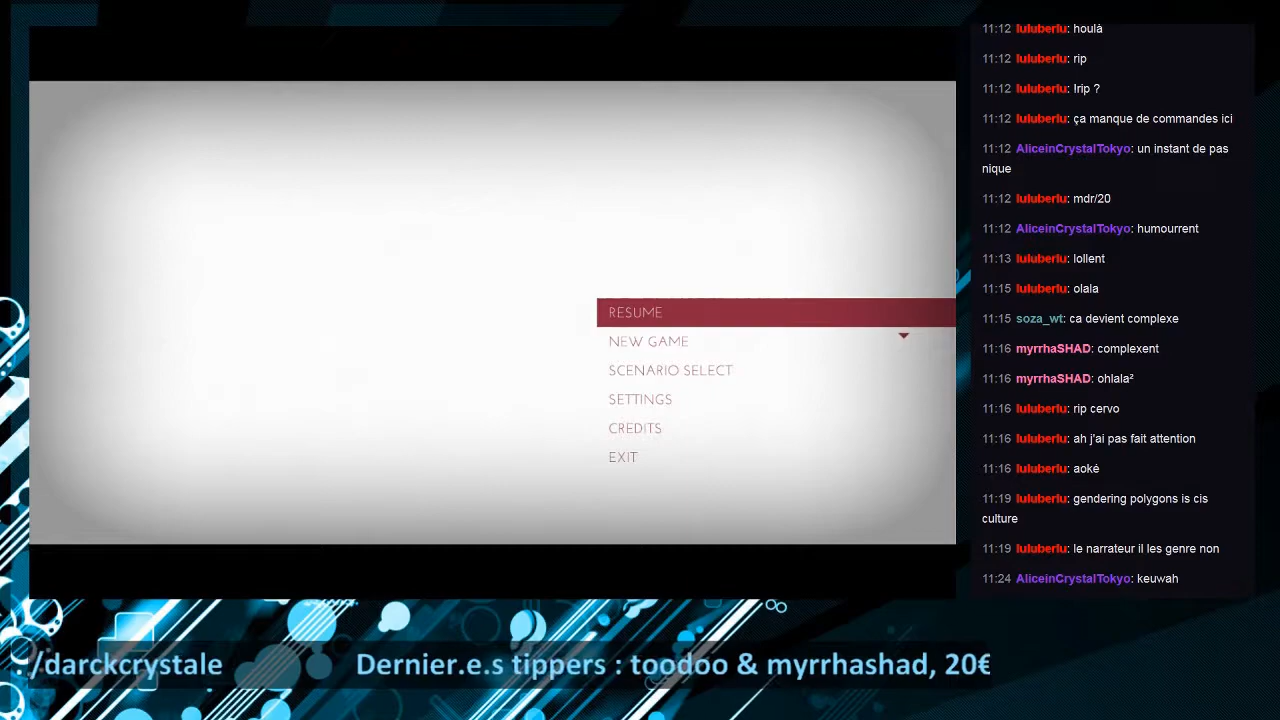 RESUME
NEW GAME
SCENARIO SELECT
SETTINGS
CREDITS
EXIT
11:12 luluberlu: houlà
11:12 luluberlu: rip
11:12 luluberlu: !rip ?
11:12 luluberlu: ça manque de commandes ici
11:12 AliceinCrystalTokyo: un instant de pas
nique
11:12 luluberlu: mdr/20
11:12 AliceinCrystalTokyo: humourrent
11:13 luluberlu: lollent
11:15 luluberlu: olala
11:15 soza_wt: ca devient complexe
11:16 myrrhaSHAD: complexent
11:16 myrrhaSHAD: ohlala²
11:16 luluberlu: rip cervo
11:16 luluberlu: ah j'ai pas fait attention
11:16 luluberlu: aoké
11:19 luluberlu: gendering polygons is cis
culture
11:19 luluberlu: le narrateur il les genre non
11:24 AliceinCrystalTokyo: keuwah
/darckcrystale
Dernier.e.s tippers : toodoo & myrrhashad, 20€